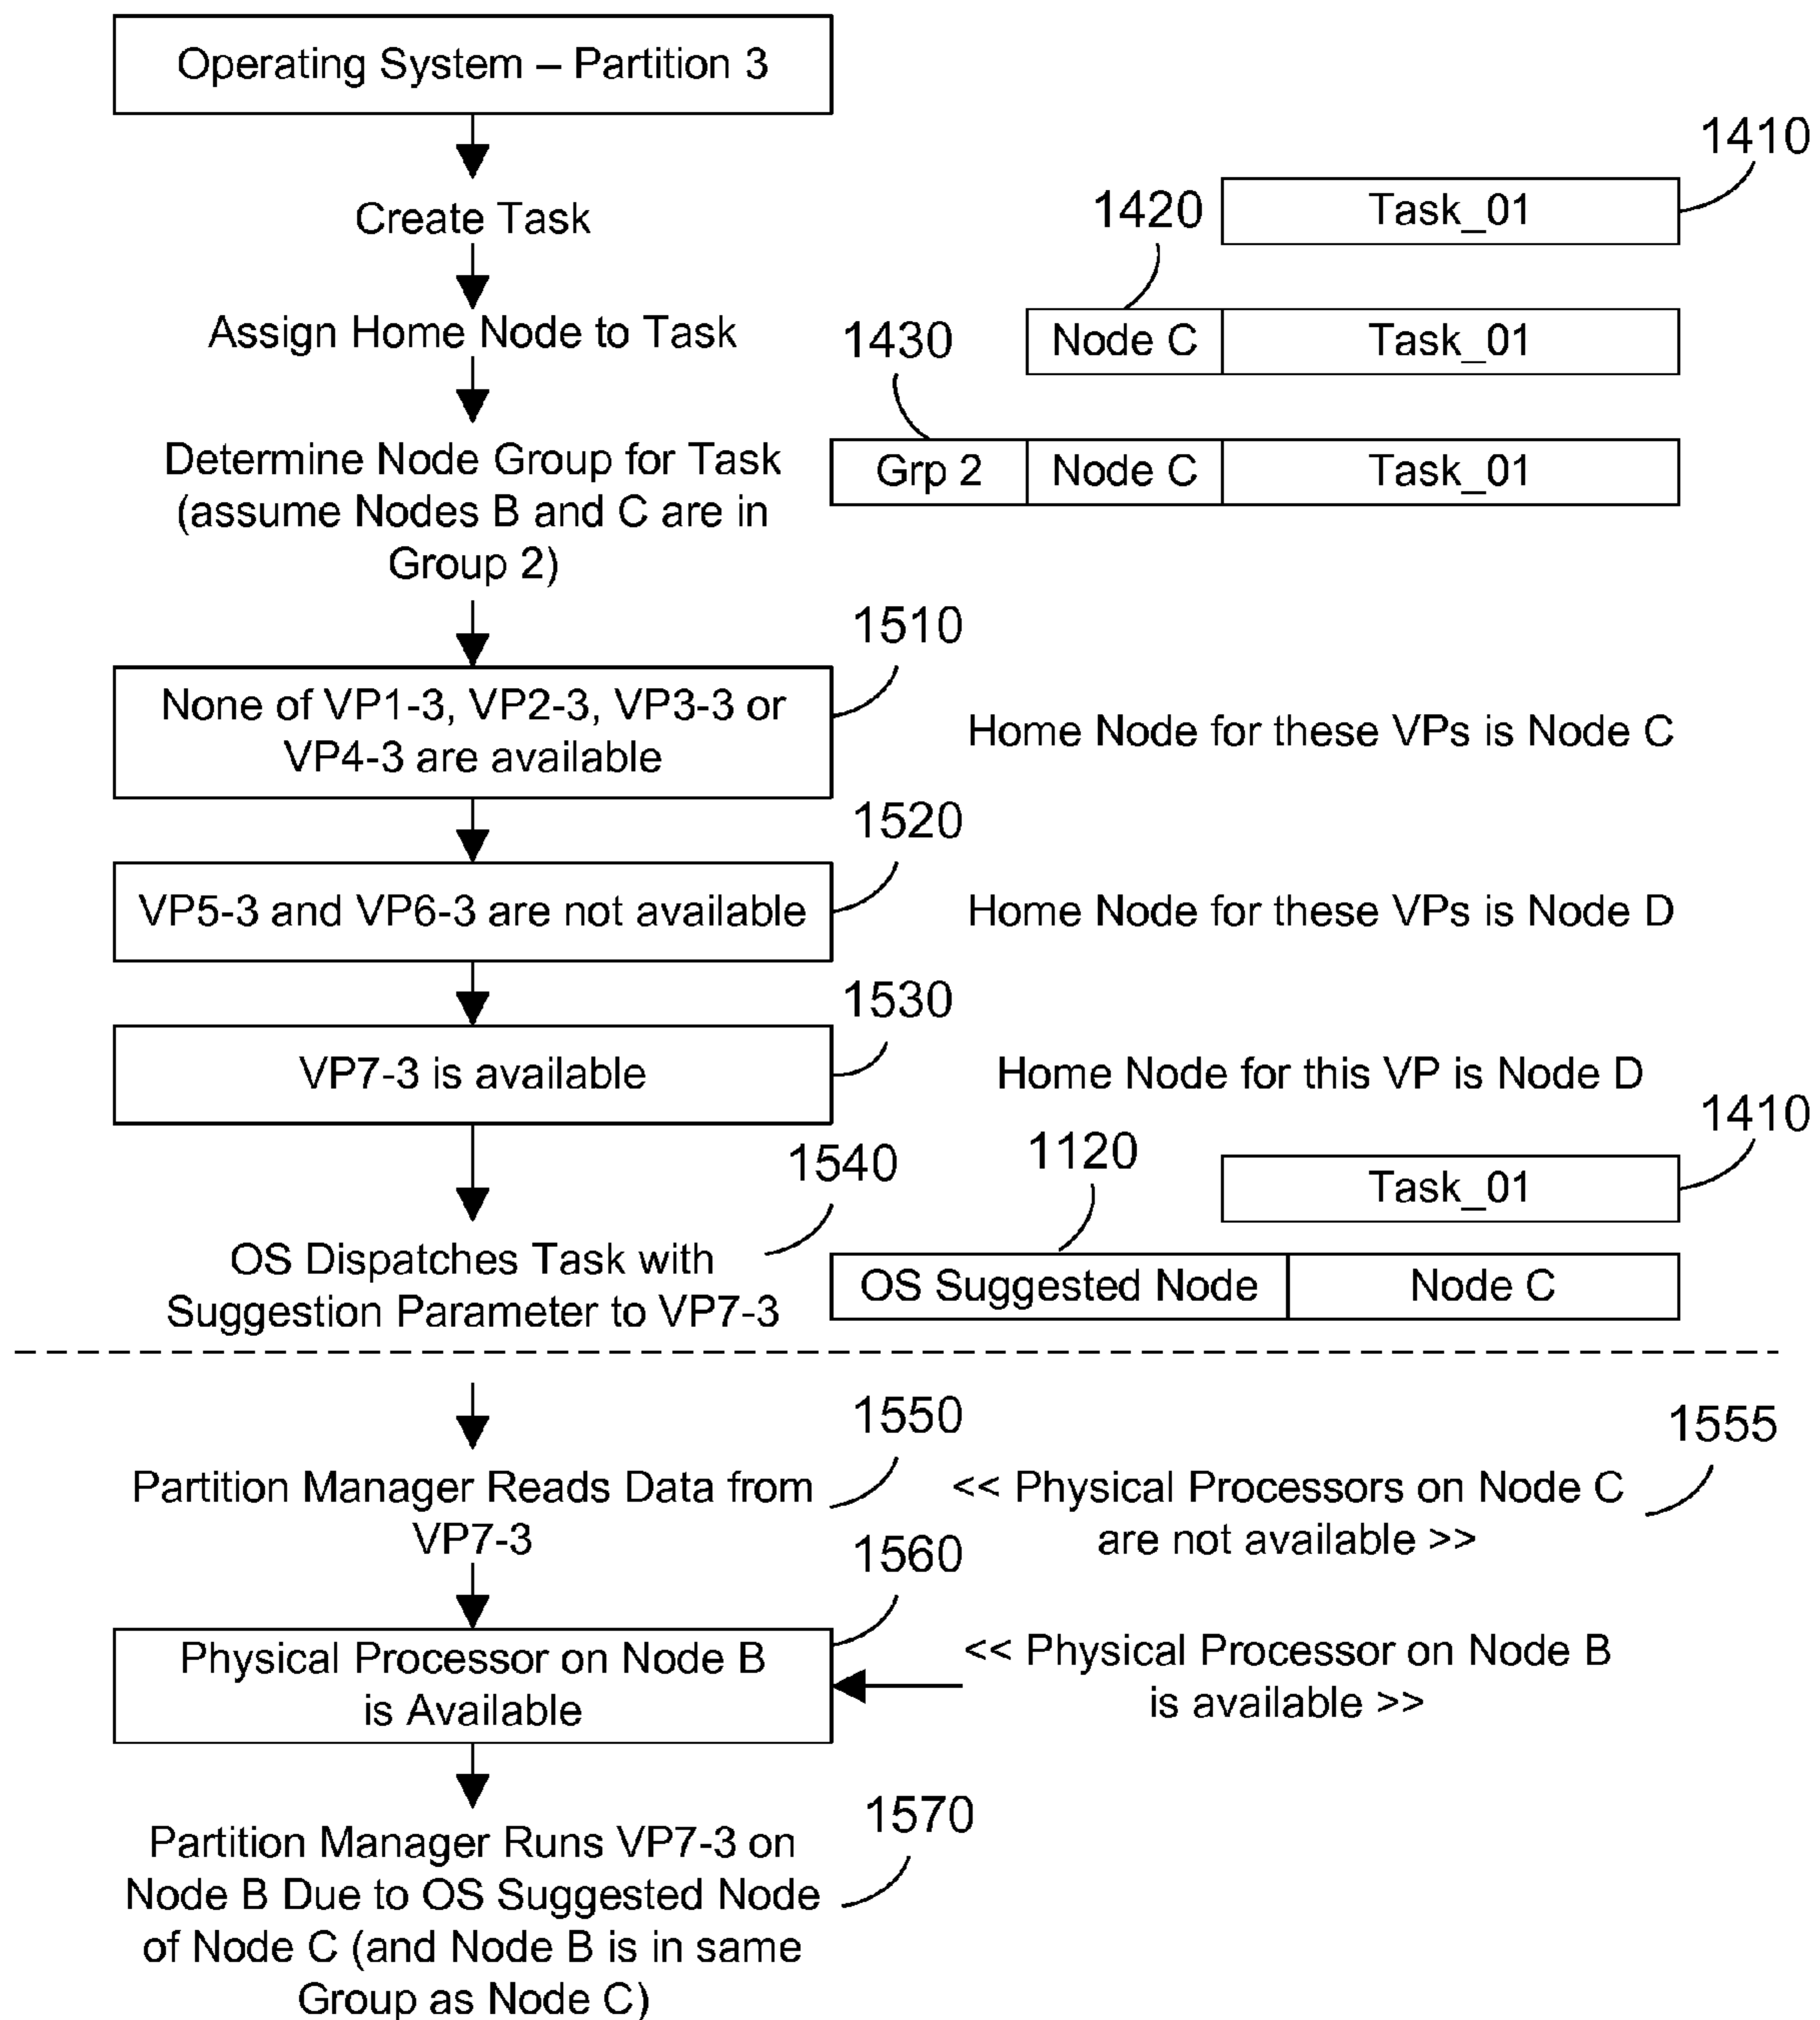 Operating System – Partition 3
1410
Create Task
1420
Task_01
Assign Home Node to Task
1430
Node C
Task_01
Determine Node Group for Task
(assume Nodes B and C are in
Group 2)
Grp 2
Node C
Task_01
1510
None of VP1-3, VP2-3, VP3-3 or
VP4-3 are available
Home Node for these VPs is Node C
1520
VP5-3 and VP6-3 are not available
Home Node for these VPs is Node D
1530
VP7-3 is available
Home Node for this VP is Node D
1410
1540
1120
Task_01
OS Dispatches Task with
Suggestion Parameter to VP7-3
OS Suggested Node
Node C
1550
1555
Partition Manager Reads Data from
VP7-3
<< Physical Processors on Node C
are not available >>
1560
Physical Processor on Node B
is Available
<< Physical Processor on Node B
is available >>
1570
Partition Manager Runs VP7-3 on
Node B Due to OS Suggested Node
of Node C (and Node B is in same
Group as Node C)